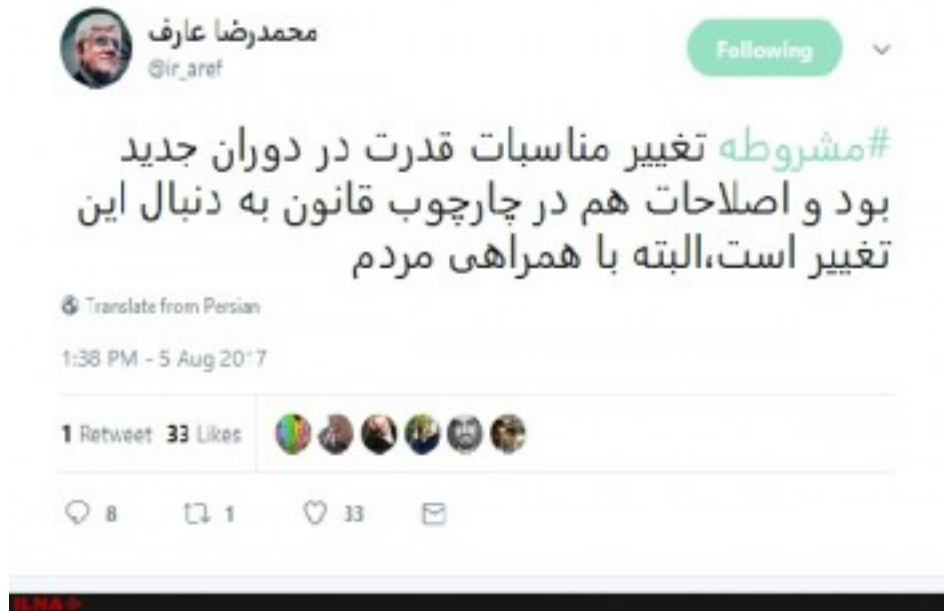 محمدرضا عارف
@ir_aref
Following
#مشروطه تغییر مناسبات قدرت در دوران جدید
بود و اصلاحات هم در چارچوب قانون به دنبال این
تغییر است،البته با همراهی مردم
Translate from Persian
1:38 PM - 5 Aug 2017
1 Retweet 33 Likes
8 1 33
ILNA